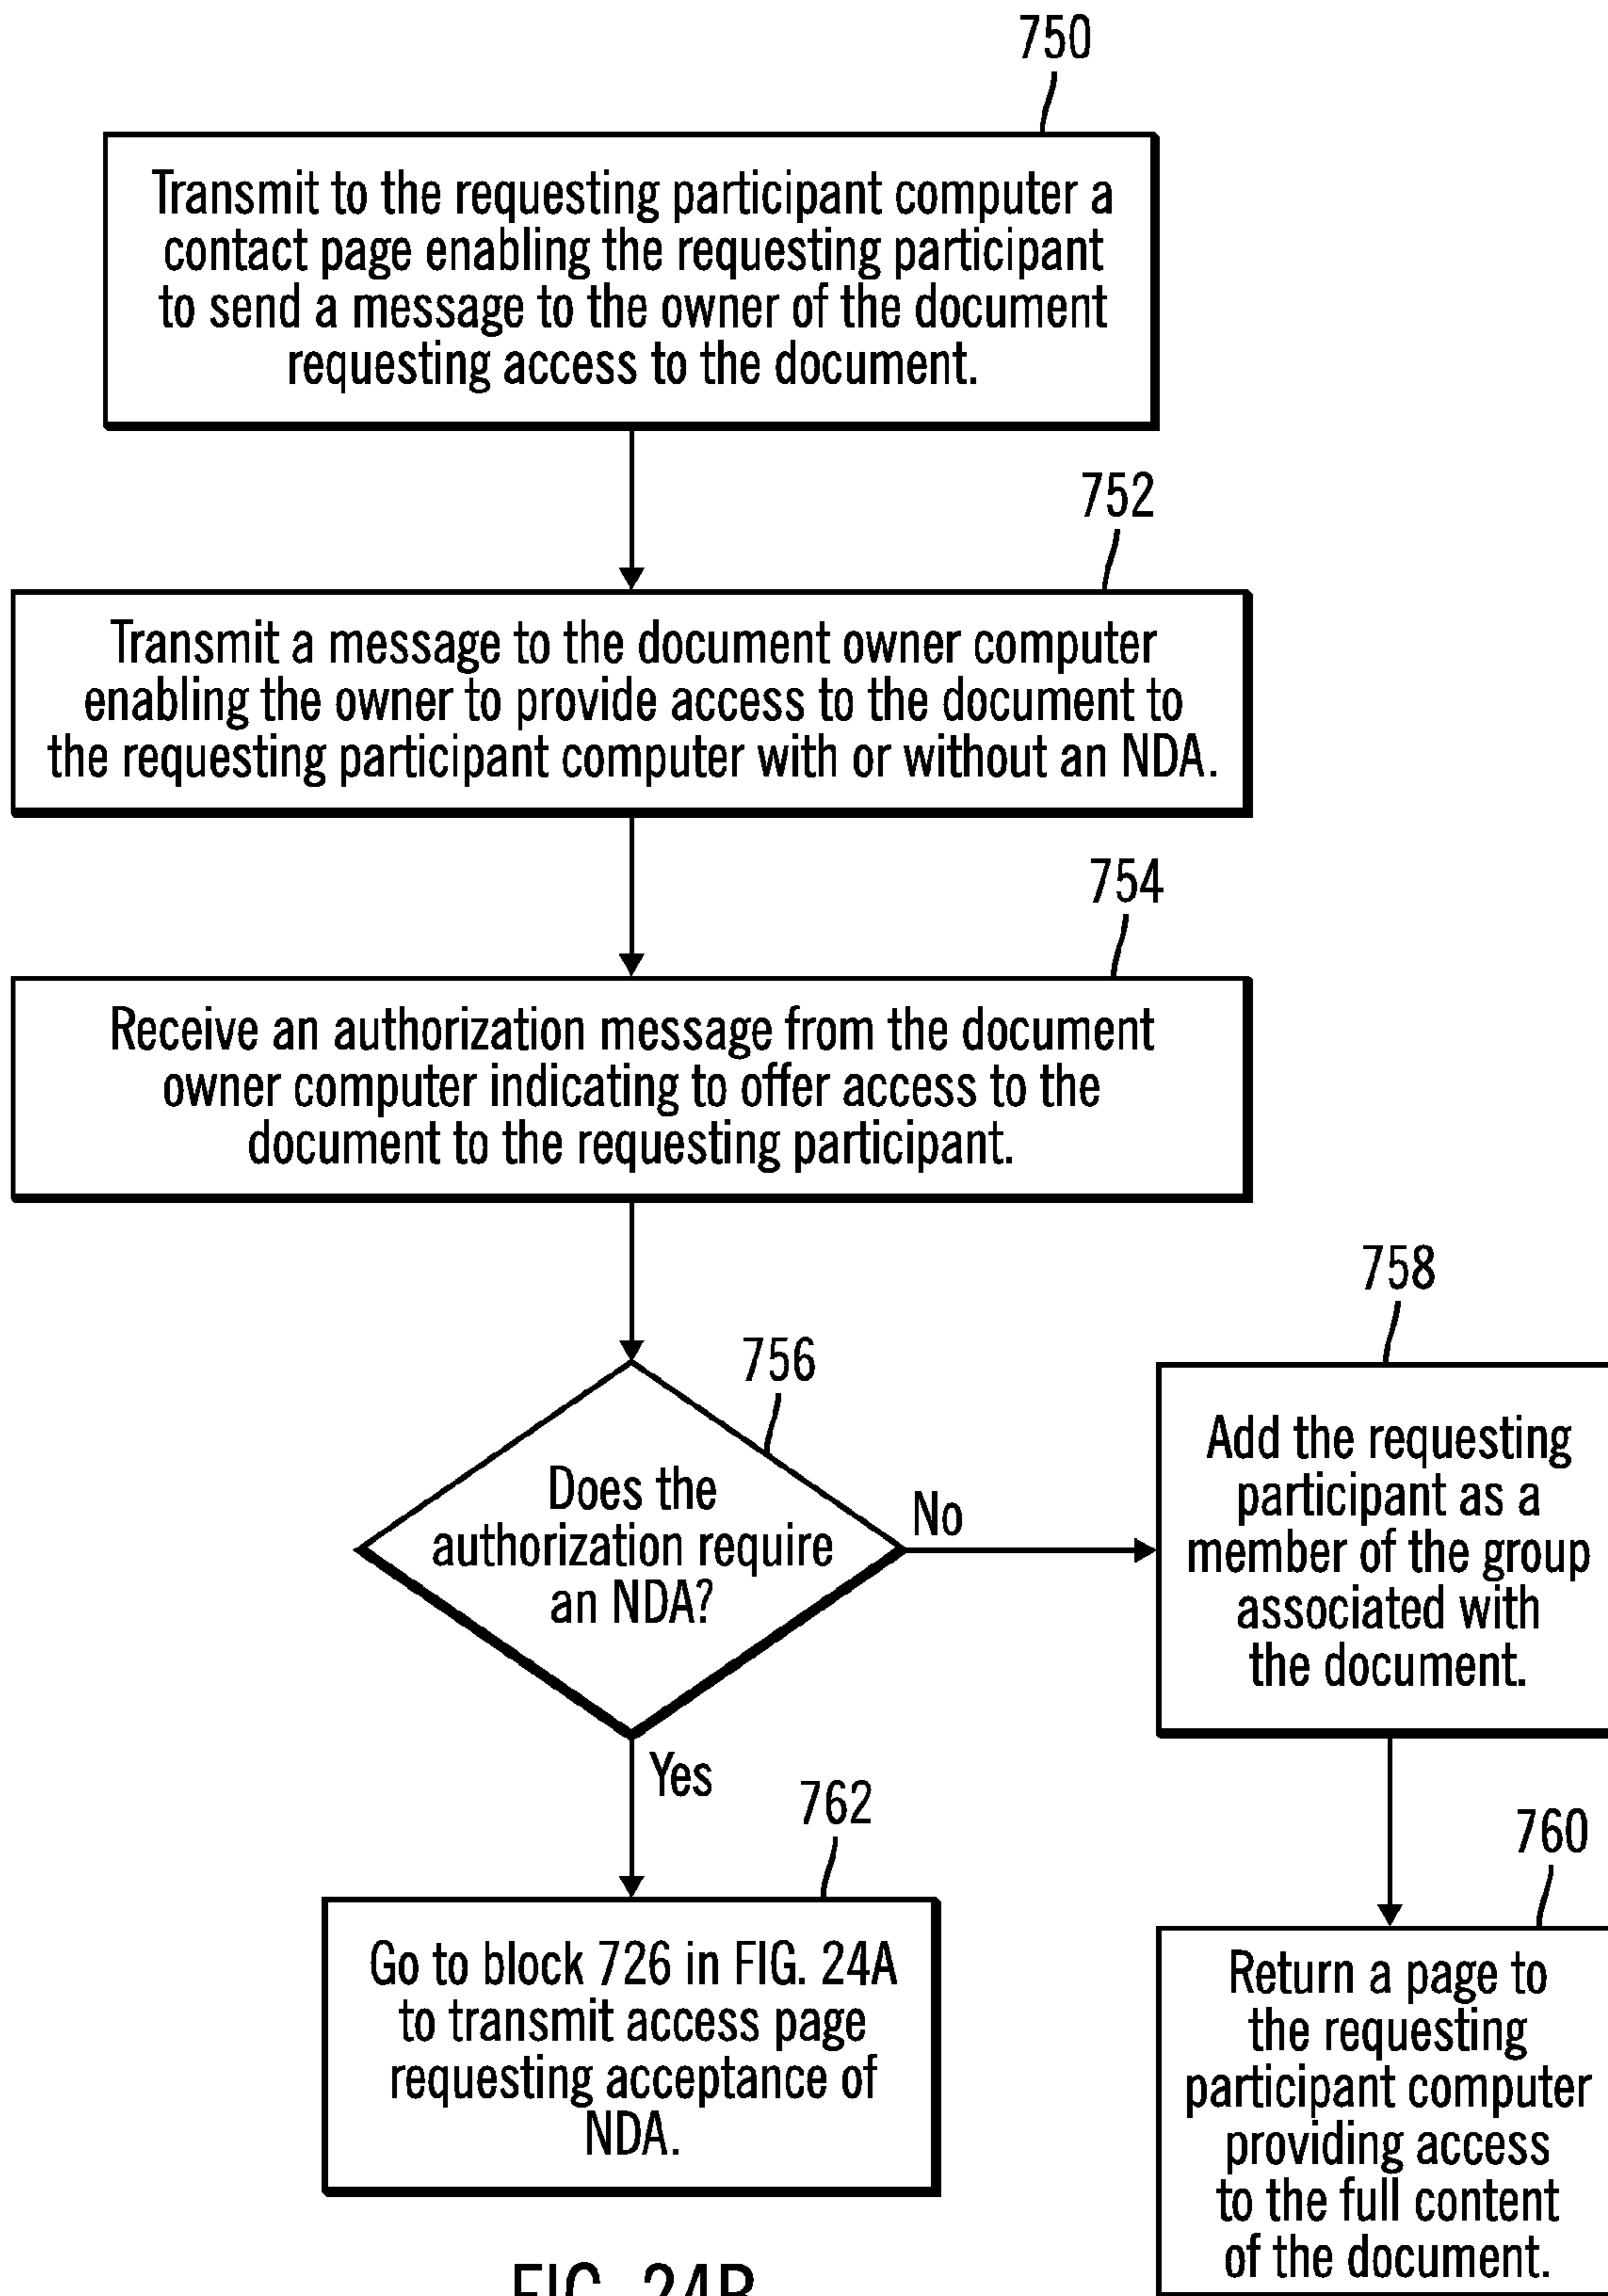 750
Transmit to the requesting participant computer a
contact page enabling the requesting participant
to send a message to the owner of the document
requesting access to the document.
752
Transmit a message to the document owner computer
enabling the owner to provide access to the document to
the requesting participant computer with or without an NDA.
754
Receive an authorization message from the document
owner computer indicating to offer access to the
document to the requesting participant.
756
Does the
authorization require
an NDA?
No
758
Add the requesting
participant as a
member of the group
associated with
the document.
760
Return a page to
the requesting
participant computer
providing access
to the full content
of the document.
Yes
762
Go to block 726 in FIG. 24A
to transmit access page
requesting acceptance of
NDA.
FIG. 24B